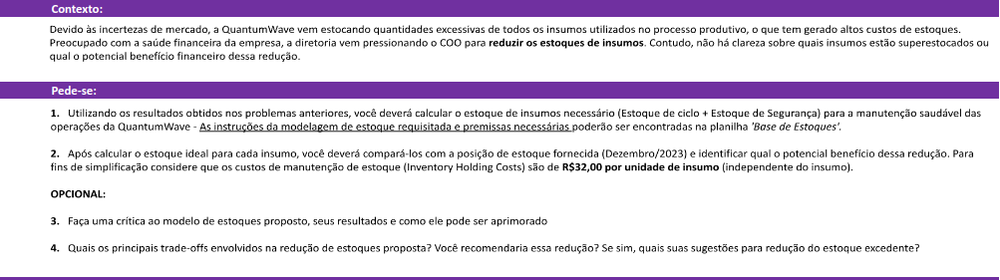 Contexto:
Devido às incertezas de mercado, a QuantumWave vem estocando quantidades excessivas de todos os insumos utilizados no processo produtivo, o que tem gerado altos custos de estoques.
Preocupado com a saúde financeira da empresa, a diretoria vem pressionando o COO para reduzir os estoques de insumos. Contudo, não há clareza sobre quais insumos estão superestocados ou
qual o potencial benefício financeiro dessa redução.
Pede-se:
1. Utilizando os resultados obtidos nos problemas anteriores, você deverá calcular o estoque de insumos necessário (Estoque de ciclo + Estoque de Segurança) para a manutenção saudável das
operações da QuantumWave - As instruções da modelagem de estoque requisitada e premissas necessárias poderão ser encontradas na planilha 'Base de Estoques'.
2. Após calcular o estoque ideal para cada insumo, você deverá compará-los com a posição de estoque fornecida (Dezembro/2023) e identificar qual o potencial benefício dessa redução. Para
fins de simplificação considere que os custos de manutenção de estoque (Inventory Holding Costs) são de R$32,00 por unidade de insumo (independente do insumo).
OPCIONAL:
3. Faça uma crítica ao modelo de estoques proposto, seus resultados e como ele pode ser aprimorado
4. Quais os principais trade-offs envolvidos na redução de estoques proposta? Você recomendaria essa redução? Se sim, quais suas sugestões para redução do estoque excedente?